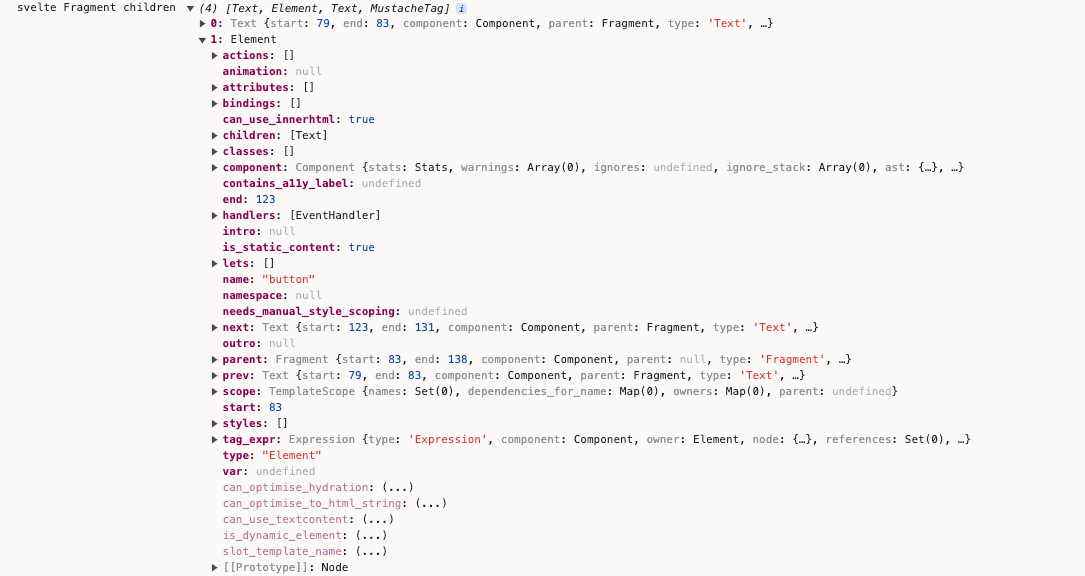 svelte Fragment children ▼ (4) [Text, Element, Text, MustacheTag] i
▶ 0: Text {start: 79, end: 83, component: Component, parent: Fragment, type: 'Text', …}
▼ 1: Element
▶ actions: []
animation: null
▶ attributes: []
▶ bindings: []
can_use_innerhtml: true
▶ children: [Text]
▶ classes: []
▶ component: Component {stats: Stats, warnings: Array(0), ignores: undefined, ignore_stack: Array(0), ast: {…}, …}
contains_a11y_label: undefined
end: 123
▶ handlers: [EventHandler]
intro: null
is_static_content: true
▶ lets: []
name: "button"
namespace: null
needs_manual_style_scoping: undefined
▶ next: Text {start: 123, end: 131, component: Component, parent: Fragment, type: 'Text', …}
outro: null
▶ parent: Fragment {start: 83, end: 138, component: Component, parent: null, type: 'Fragment', …}
▶ prev: Text {start: 79, end: 83, component: Component, parent: Fragment, type: 'Text', …}
▶ scope: TemplateScope {names: Set(0), dependencies_for_name: Map(0), owners: Map(0), parent: undefined}
start: 83
▶ styles: []
▶ tag_expr: Expression {type: 'Expression', component: Component, owner: Element, node: {…}, references: Set(0), …}
type: "Element"
var: undefined
can_optimise_hydration: (...)
can_optimise_to_html_string: (...)
can_use_textcontent: (...)
is_dynamic_element: (...)
slot_template_name: (...)
▶ [[Prototype]]: Node